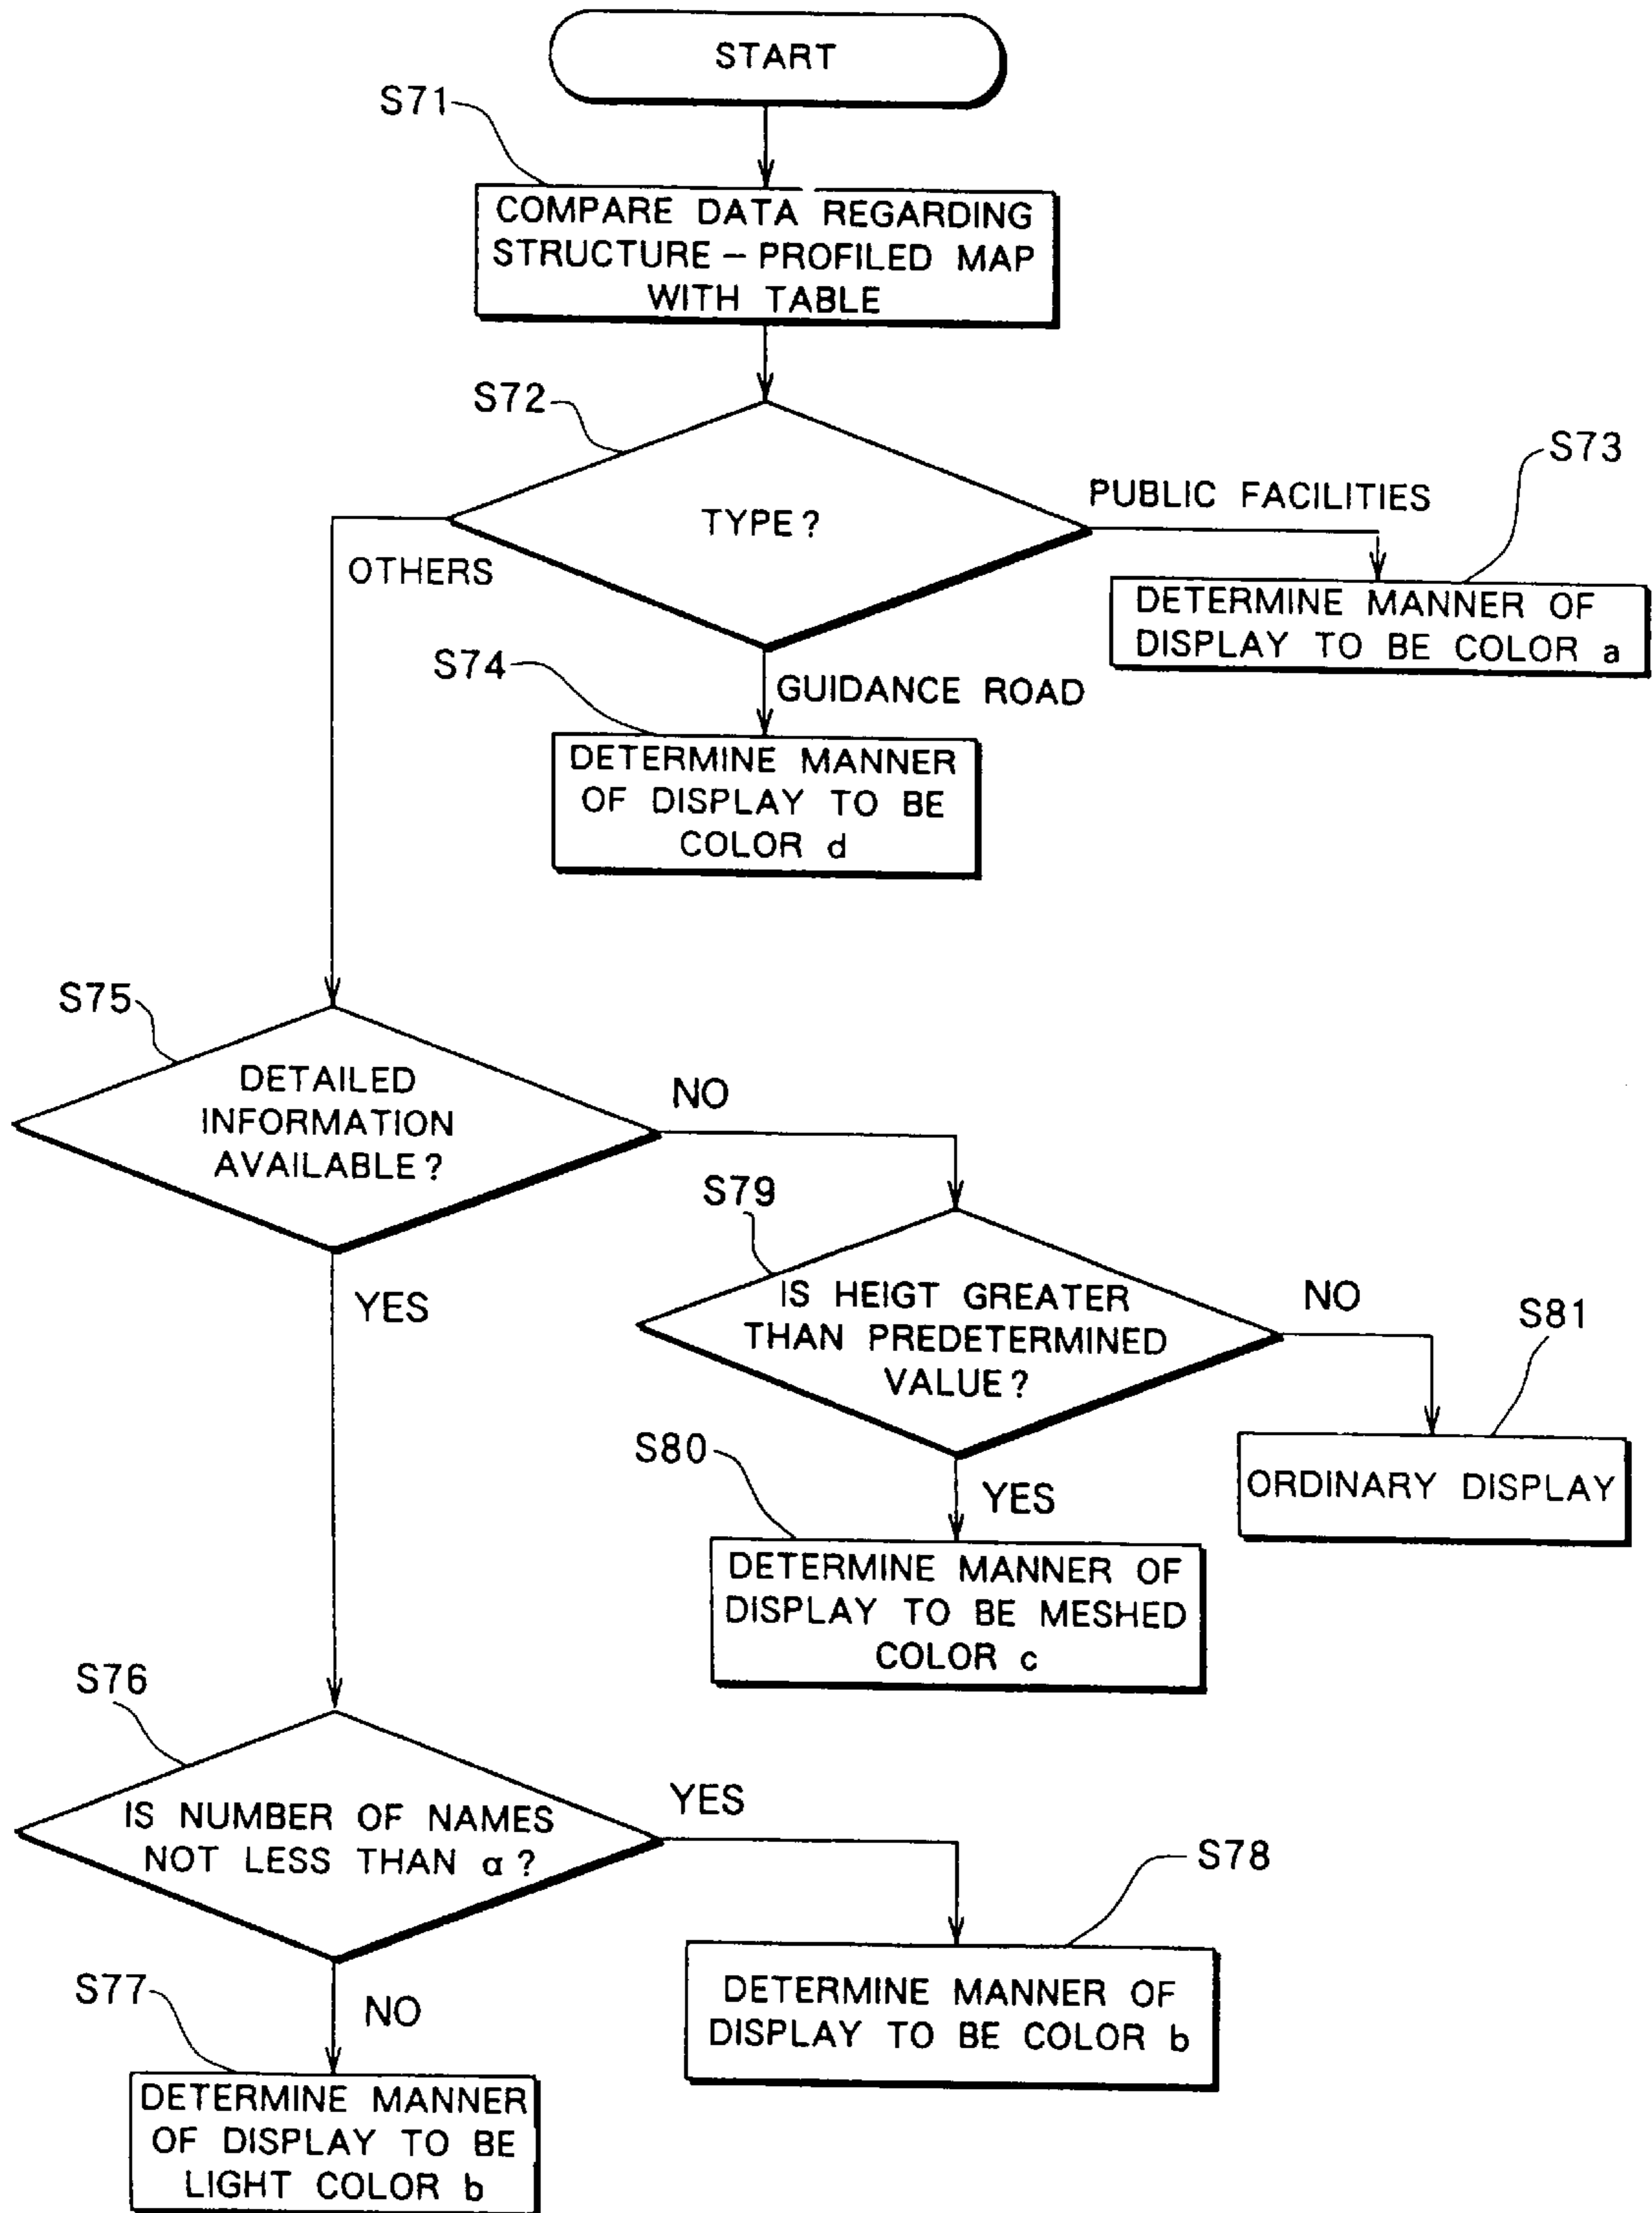 START
S71
COMPARE DATA REGARDING
STRUCTURE - PROFILED MAP
WITH TABLE
S72
TYPE?
PUBLIC FACILITIES
S73
DETERMINE MANNER OF
DISPLAY TO BE COLOR a
OTHERS
S74
GUIDANCE ROAD
DETERMINE MANNER
OF DISPLAY TO BE
COLOR d
S75
DETAILED
INFORMATION
AVAILABLE?
NO
YES
S79
IS HEIGT GREATER
THAN PREDETERMINED
VALUE?
NO
S81
ORDINARY DISPLAY
S80
YES
DETERMINE MANNER OF
DISPLAY TO BE MESHED
COLOR c
S76
IS NUMBER OF NAMES
NOT LESS THAN α?
YES
S78
DETERMINE MANNER OF
DISPLAY TO BE COLOR b
S77
NO
DETERMINE MANNER
OF DISPLAY TO BE
LIGHT COLOR b